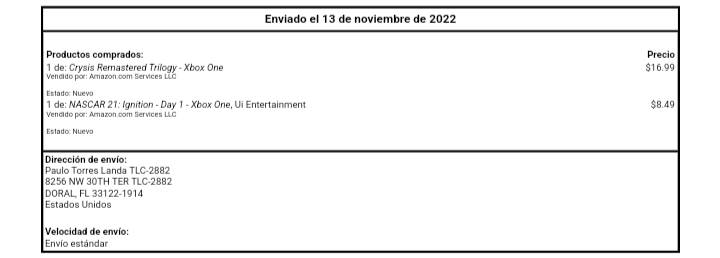 Enviado el 13 de noviembre de 2022
Productos comprados: Precio
1 de: Crysis Remastered Trilogy - Xbox One $16.99
Vendido por: Amazon.com Services LLC
Estado: Nuevo
1 de: NASCAR 21: Ignition - Day 1 - Xbox One, Ui Entertainment $8.49
Vendido por: Amazon.com Services LLC
Estado: Nuevo
Dirección de envío:
Paulo Torres Landa TLC-2882
8256 NW 30TH TER TLC-2882
DORAL, FL 33122-1914
Estados Unidos
Velocidad de envío:
Envío estándar